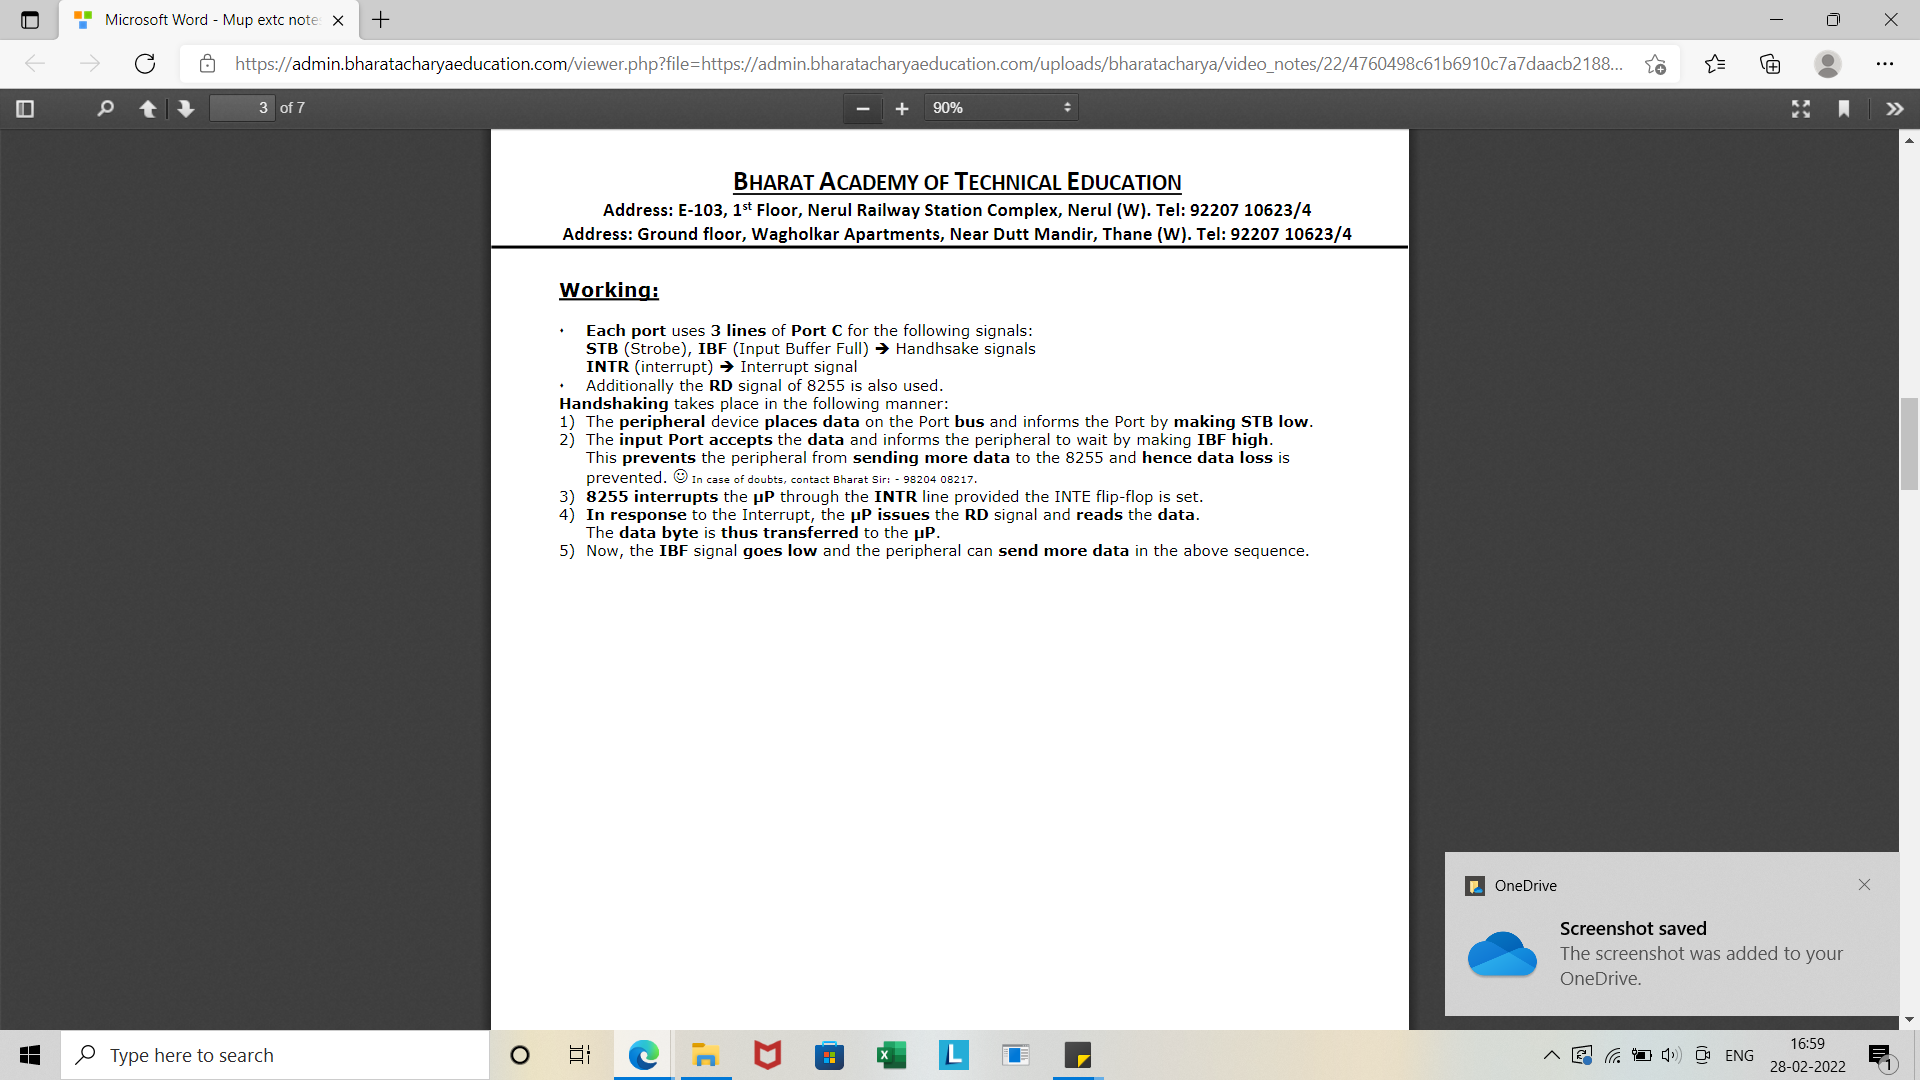 Microsoft Word - Mup extc note
https://admin.bharatacharyaeducation.com/viewer.php?file=https://admin.bharatacharyaeducation.com/uploads/bharatacharya/video_notes/22/4760498c61b6910c7a7daacb2188...
3 of 7
90%
BHARAT ACADEMY OF TECHNICAL EDUCATION
Address: E-103, 1st Floor, Nerul Railway Station Complex, Nerul (W). Tel: 92207 10623/4
Address: Ground floor, Wagholkar Apartments, Near Dutt Mandir, Thane (W). Tel: 92207 10623/4
Working:
• Each port uses 3 lines of Port C for the following signals:
STB (Strobe), IBF (Input Buffer Full) ➔ Handhsake signals
INTR (interrupt) ➔ Interrupt signal
• Additionally the RD signal of 8255 is also used.
Handshaking takes place in the following manner:
1) The peripheral device places data on the Port bus and informs the Port by making STB low.
2) The input Port accepts the data and informs the peripheral to wait by making IBF high.
This prevents the peripheral from sending more data to the 8255 and hence data loss is
prevented. ☺ In case of doubts, contact Bharat Sir: - 98204 08217.
3) 8255 interrupts the µP through the INTR line provided the INTE flip-flop is set.
4) In response to the Interrupt, the µP issues the RD signal and reads the data.
The data byte is thus transferred to the µP.
5) Now, the IBF signal goes low and the peripheral can send more data in the above sequence.
OneDrive
Screenshot saved
The screenshot was added to your
OneDrive.
Type here to search
L
ENG
16:59
28-02-2022
1